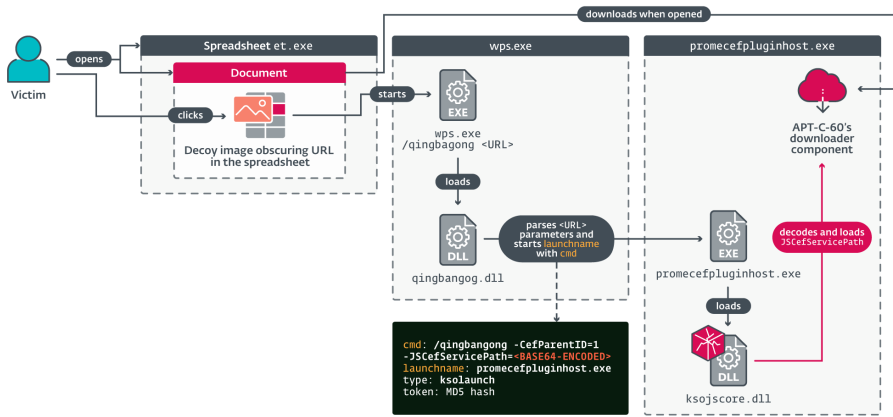 downloads when opened
Spreadsheet et.exe
wps.exe
promecefpluginhost.exe
opens
Document
Victim
clicks
starts
Decoy image obscuring URL
in the spreadsheet
EXE
wps.exe
/qingbagong <URL>
loads
DLL
qingbangog.dll
parses <URL>
parameters and
starts launchname
with cmd
APT-C-60's
downloader
component
decodes and loads
JSCefServicePath
EXE
promecefpluginhost.exe
loads
DLL
ksojscore.dll
cmd: /qingbangong -CefParentID=1
-JSCefServicePath=<BASE64-ENCODED>
launchname: promecefpluginhost.exe
type: ksolaunch
token: MD5 hash